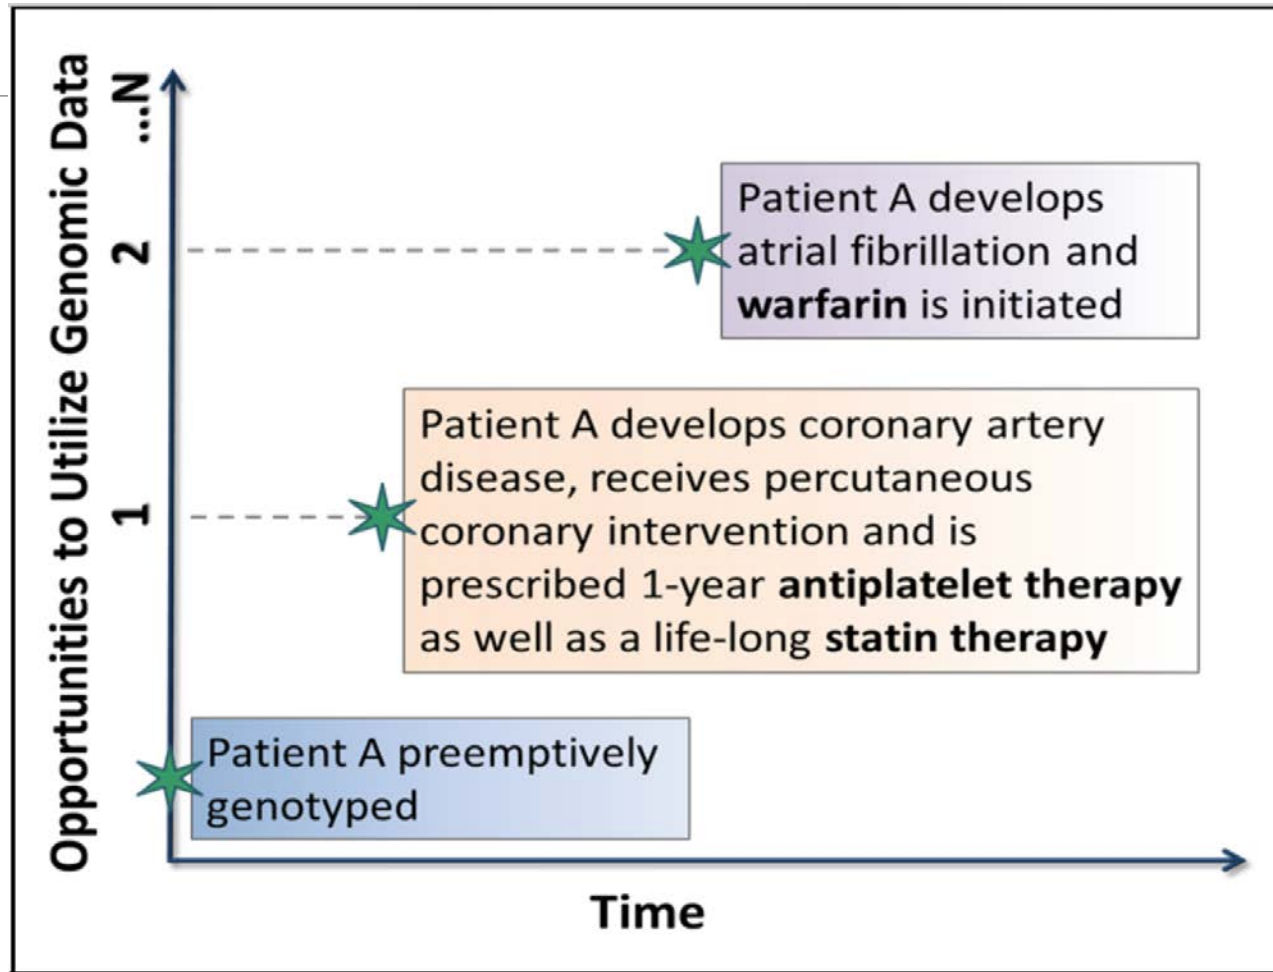 Opportunities to Utilize Genomic Data
....N
2
1
Patient A develops
atrial fibrillation and
warfarin is initiated
Patient A develops coronary artery
disease, receives percutaneous
coronary intervention and is
prescribed 1-year antiplatelet therapy
as well as a life-long statin therapy
Patient A preemptively
genotyped
Time